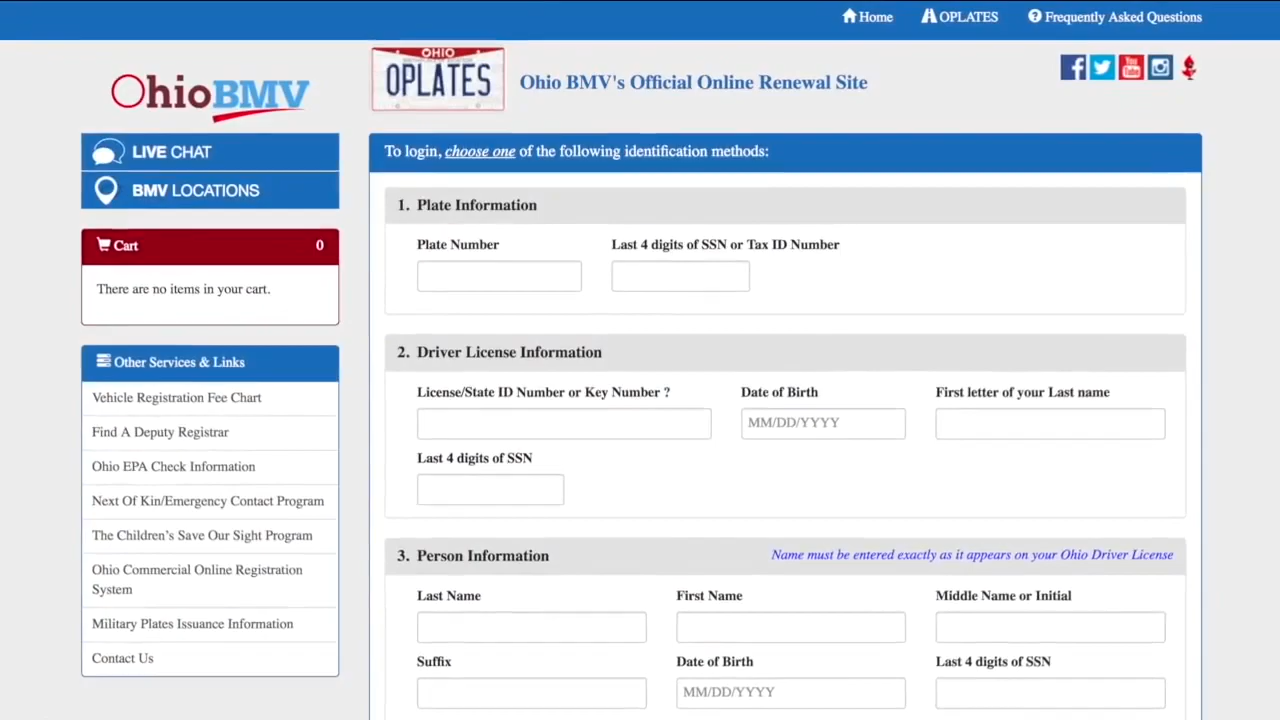 Home OPLATES Frequently Asked Questions
OhioBMV
OHIO
OPLATES
Ohio BMV's Official Online Renewal Site
You Tube
LIVE CHAT
BMV LOCATIONS
Cart 0
There are no items in your cart.
Other Services & Links
Vehicle Registration Fee Chart
Find A Deputy Registrar
Ohio EPA Check Information
Next Of Kin/Emergency Contact Program
The Children's Save Our Sight Program
Ohio Commercial Online Registration
System
Military Plates Issuance Information
Contact Us
To login, choose one of the following identification methods:
1. Plate Information
Plate Number Last 4 digits of SSN or Tax ID Number
2. Driver License Information
License/State ID Number or Key Number ? Date of Birth First letter of your Last name
MM/DD/YYYY
Last 4 digits of SSN
3. Person Information Name must be entered exactly as it appears on your Ohio Driver License
Last Name First Name Middle Name or Initial
Suffix Date of Birth Last 4 digits of SSN
MM/DD/YYYY